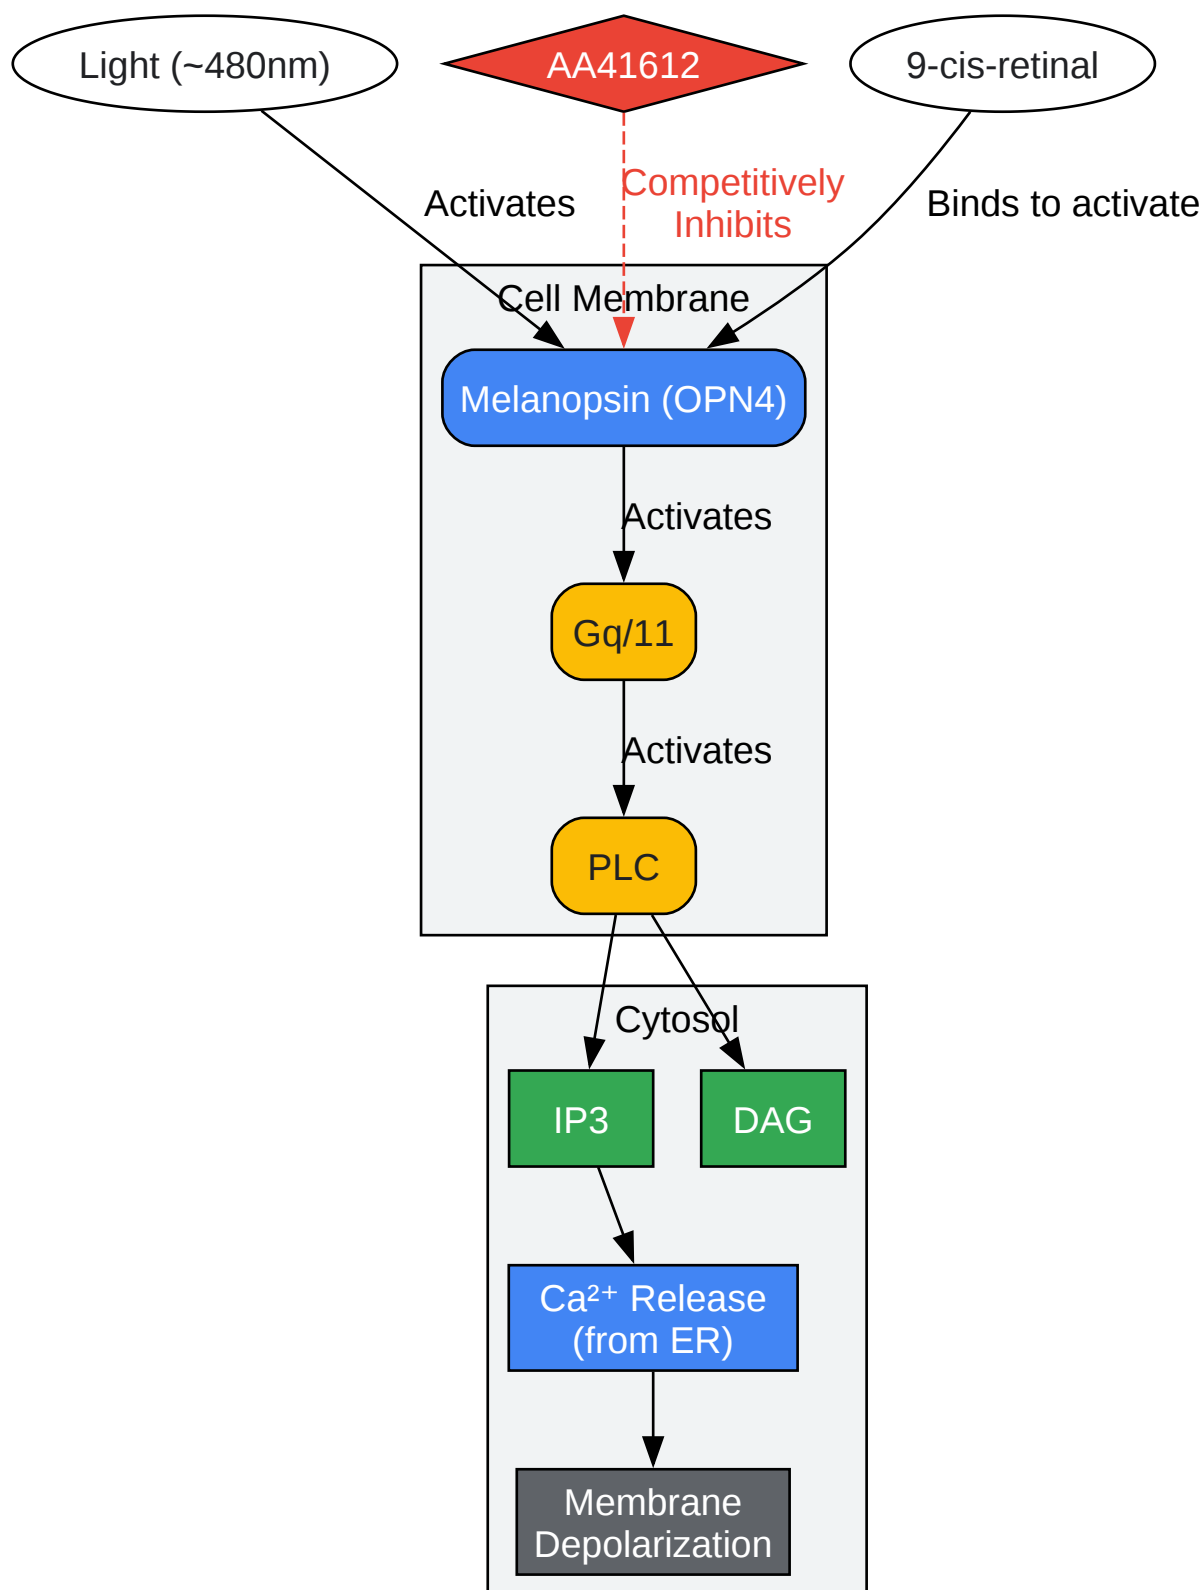 Light (~480nm)
AA41612
9-cis-retinal
Activates
Competitively
Inhibits
Binds to activate
Cell Membrane
Melanopsin (OPN4)
Activates
Gq/11
Activates
PLC
Cytosol
IP3
DAG
Ca²⁺ Release
(from ER)
Membrane
Depolarization